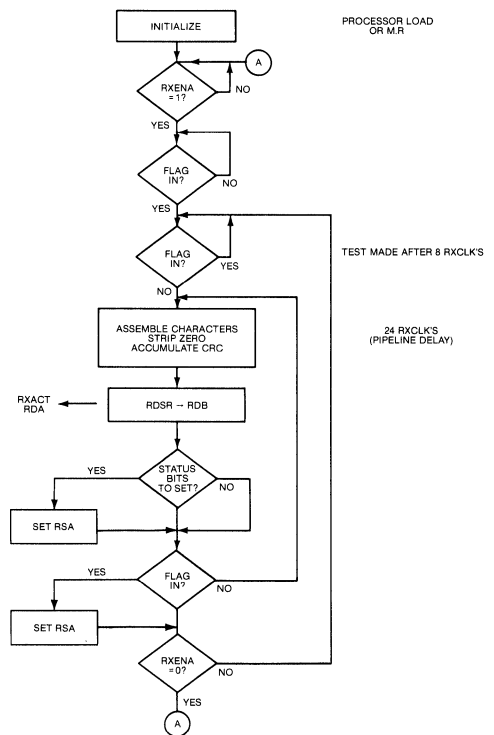 INITIALIZE
PROCESSOR LOAD
OR M.R
A
RXENA
= 1?
NO
YES
FLAG
IN?
NO
YES
FLAG
IN?
YES
TEST MADE AFTER 8 RXCLK'S
NO
ASSEMBLE CHARACTERS
STRIP ZERO
ACCUMULATE CRC
24 RXCLK'S
(PIPELINE DELAY)
RXACT
RDA
RDSR → RDB
STATUS
BITS
TO SET?
YES
NO
SET RSA
FLAG
IN?
YES
NO
SET RSA
RXENA
= 0?
NO
YES
A